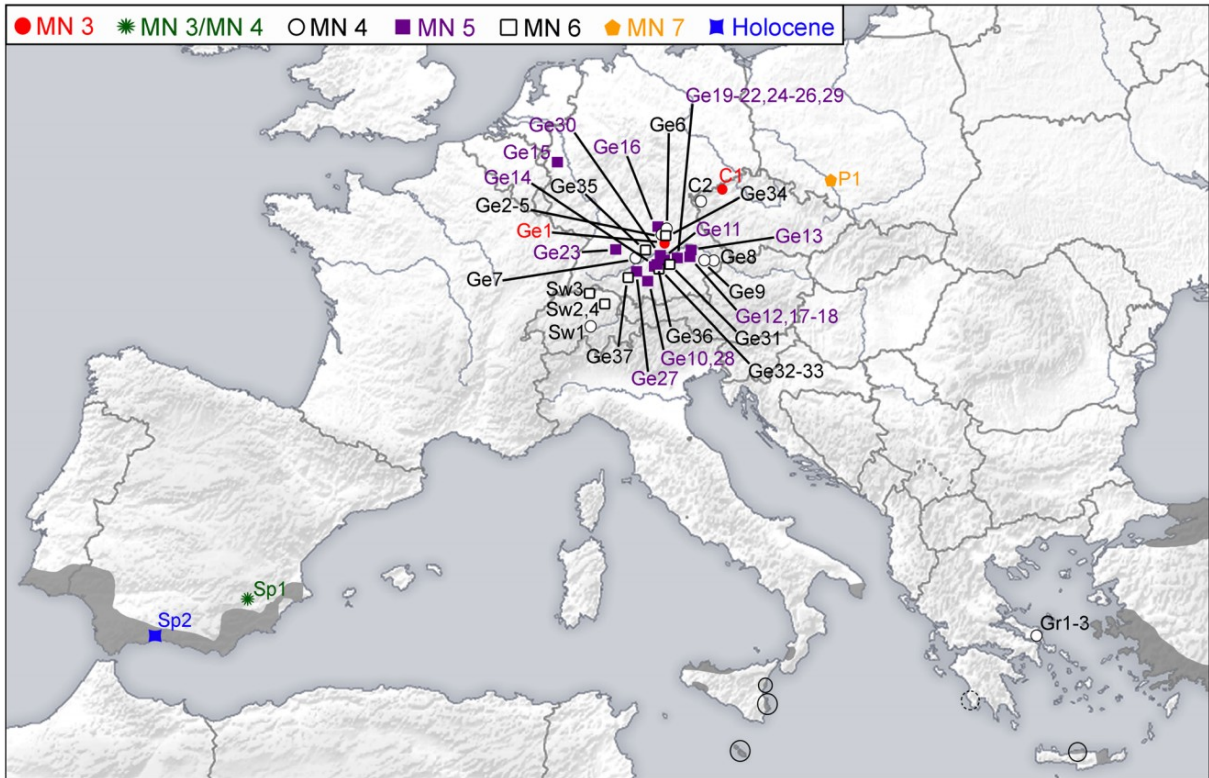 MN 3 MN 3/MN 4 MN 4 MN 5 MN 6 MN 7 Holocene
Ge19-22,24-26,29
Ge30
Ge6
Ge16
Ge15
Ge14
Ge35
C2
C1
P1
Ge34
Ge2-5
Ge1
Ge11
Ge13
Ge23
Ge8
Ge7
Sw3
Ge9
Sw2,4
Ge12,17-18
Sw1
Ge36
Ge31
Ge37
Ge10,28
Ge32-33
Ge27
Sp1
Sp2
Gr1-3